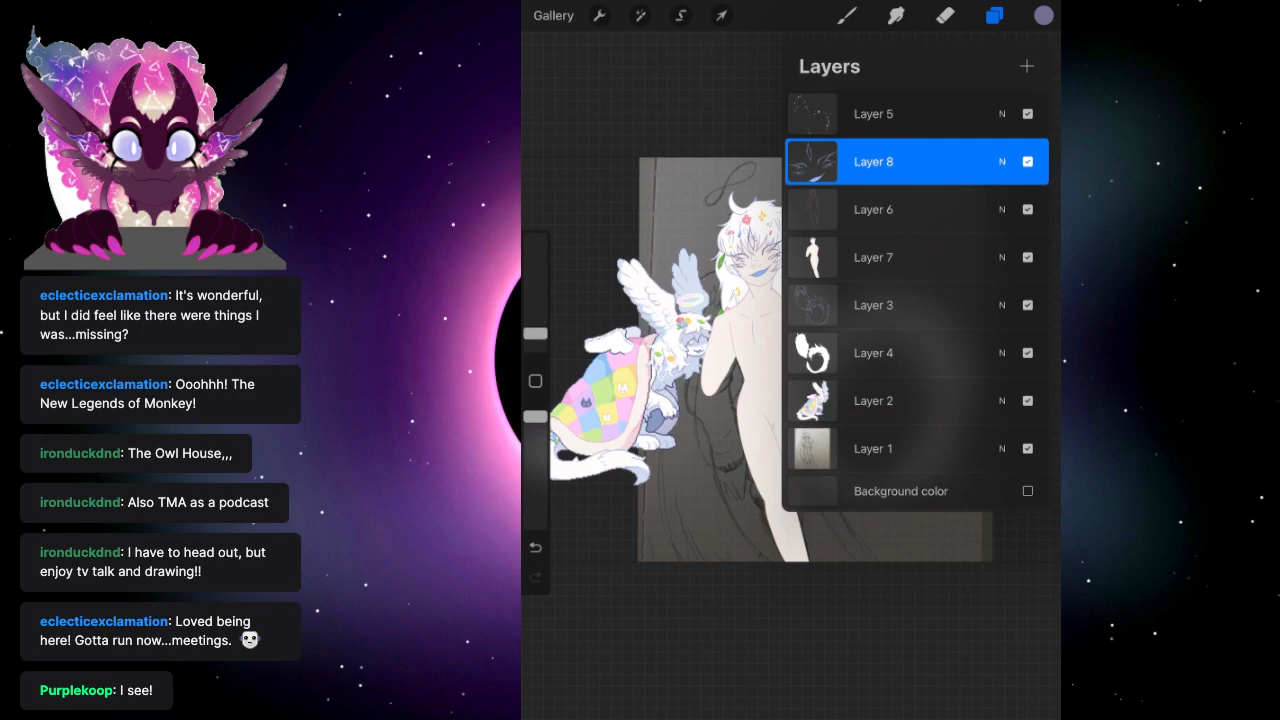 eclecticexclamation: It's wonderful,
but I did feel like there were things I
was...missing?
eclecticexclamation: Ooohhh! The
New Legends of Monkey!
ironduckdnd: The Owl House,,,
ironduckdnd: Also TMA as a podcast
ironduckdnd: I have to head out, but
enjoy tv talk and drawing!!
eclecticexclamation: Loved being
here! Gotta run now...meetings.
Purplekoop: I see!
Gallery
Layers
Layer 5 N
Layer 8 N
Layer 6 N
Layer 7 N
Layer 3 N
Layer 4 N
Layer 2 N
Layer 1 N
Background color